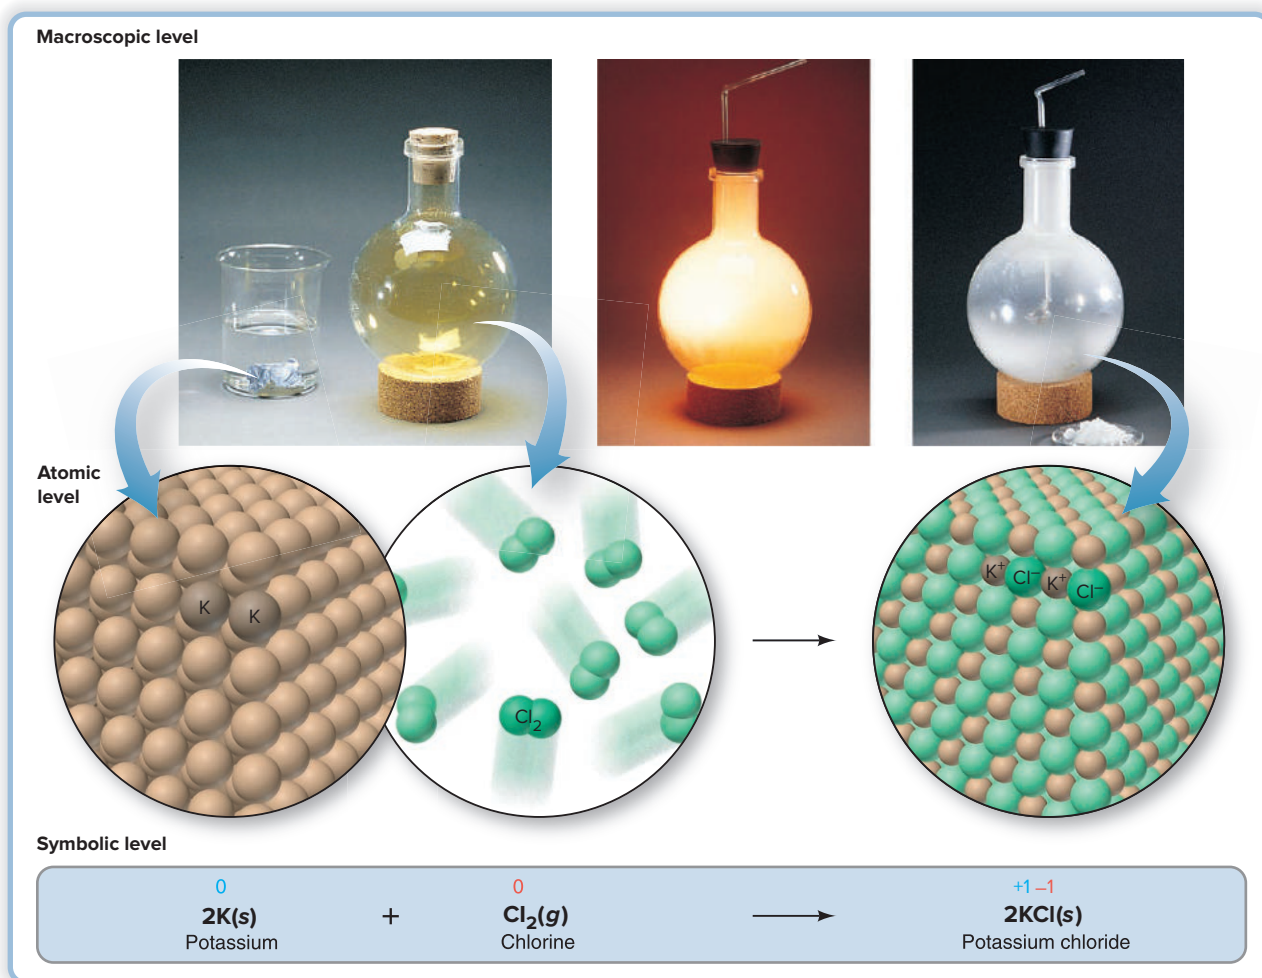 Macroscopic level
Atomic
level
K
K
Cl₂
K⁺
Cl⁻
K⁺
Cl⁻
Symbolic level
0
0
+1 –1
2K(s)
+
Cl₂(g)
2KCl(s)
Potassium
Chlorine
Potassium chloride